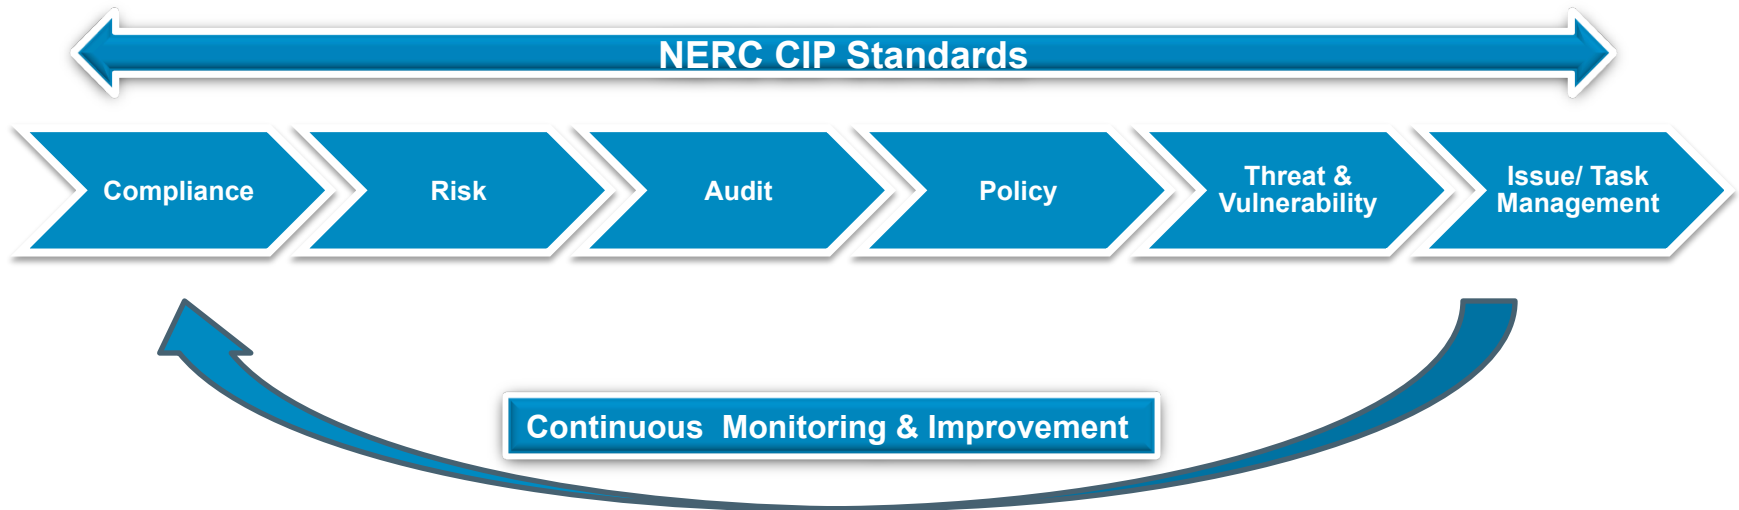 NERC CIP Standards
Compliance
Risk
Audit
Policy
Threat &
Vulnerability
Issue/ Task
Management
Continuous  Monitoring & Improvement